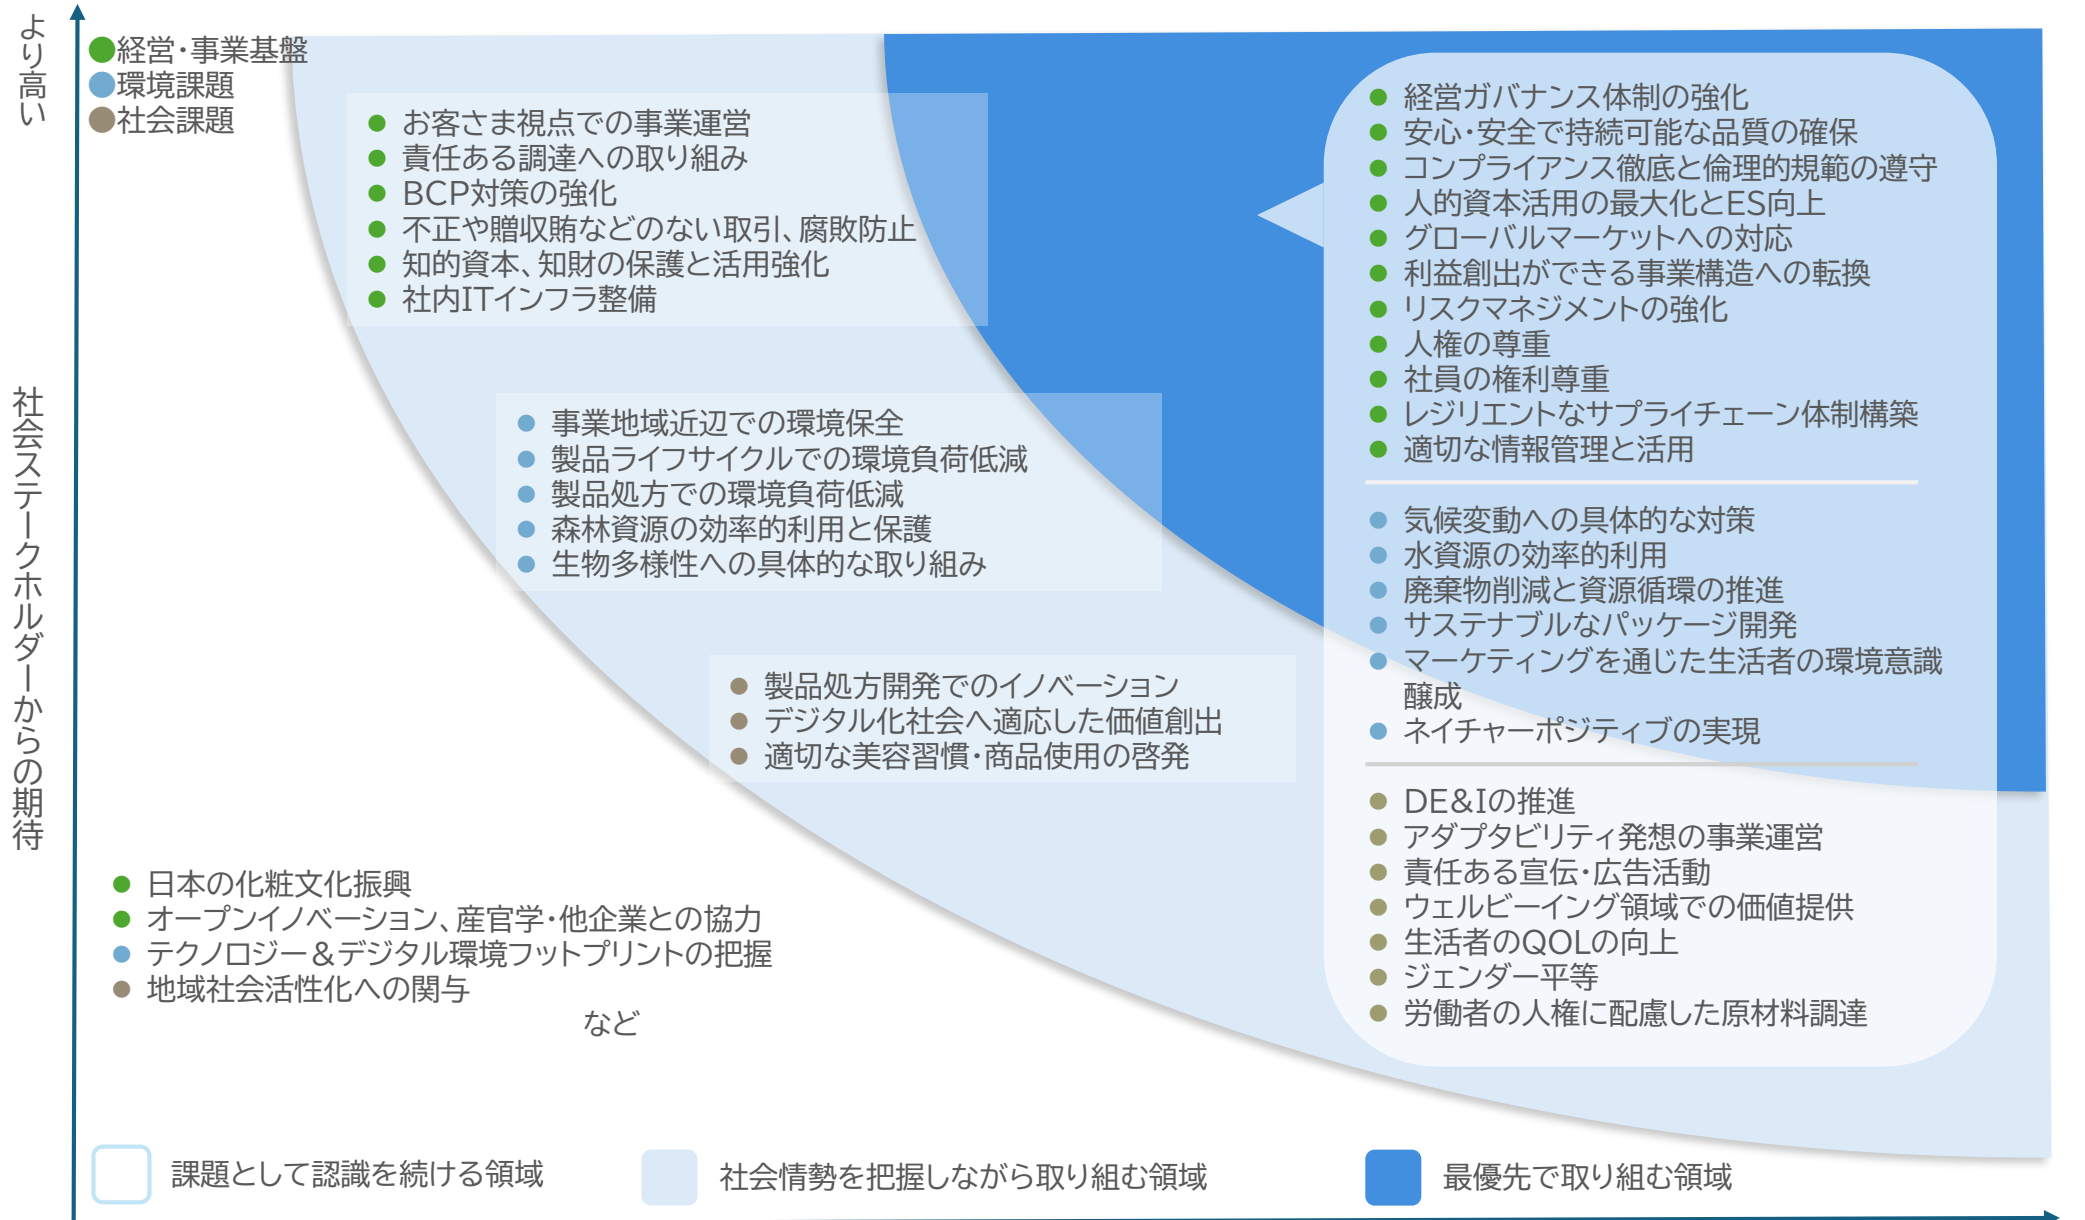 より高い
社会ステークホルダーからの期待
経営・事業基盤
環境課題
社会課題
お客さま視点での事業運営
責任ある調達への取り組み
BCP対策の強化
不正や贈収賄などのない取引、腐敗防止
知的資本、知財の保護と活用強化
社内ITインフラ整備
事業地域近辺での環境保全
製品ライフサイクルでの環境負荷低減
製品処方での環境負荷低減
森林資源の効率的利用と保護
生物多様性への具体的な取り組み
製品処方開発でのイノベーション
デジタル化社会へ適応した価値創出
適切な美容習慣・商品使用の啓発
経営ガバナンス体制の強化
安心・安全で持続可能な品質の確保
コンプライアンス徹底と倫理的規範の遵守
人的資本活用の最大化とES向上
グローバルマーケットへの対応
利益創出ができる事業構造への転換
リスクマネジメントの強化
人権の尊重
社員の権利尊重
レジリエントなサプライチェーン体制構築
適切な情報管理と活用
気候変動への具体的な対策
水資源の効率的利用
廃棄物削減と資源循環の推進
サステナブルなパッケージ開発
マーケティングを通じた生活者の環境意識
醸成
ネイチャーポジティブの実現
DE&Iの推進
アダプタビリティ発想の事業運営
責任ある宣伝・広告活動
ウェルビーイング領域での価値提供
生活者のQOLの向上
ジェンダー平等
労働者の人権に配慮した原材料調達
日本の化粧文化振興
オープンイノベーション、産官学・他企業との協力
テクノロジー＆デジタル環境フットプリントの把握
地域社会活性化への関与
など
課題として認識を続ける領域
社会情勢を把握しながら取り組む領域
最優先で取り組む領域